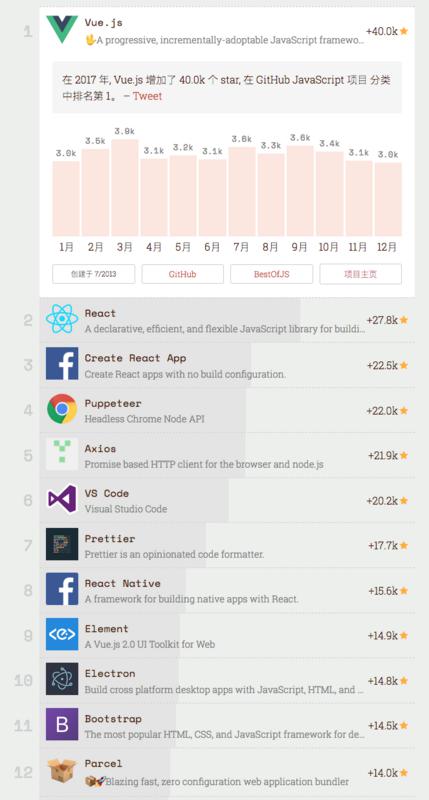 1
Vue.js
🖖A progressive, incrementally-adoptable JavaScript framewo...
+40.0k⭐
在 2017 年, Vue.js 增加了 40.0k 个 star, 在 GitHub JavaScript 项目 分类
中排名第 1。 – Tweet
3.0k 3.5k 3.9k 3.1k 3.2k 3.1k 3.6k 3.3k 3.6k 3.4k 3.1k 3.0k
1月 2月 3月 4月 5月 6月 7月 8月 9月 10月 11月 12月
创建于 7/2013 GitHub BestOfJS 项目主页
2
React
A declarative, efficient, and flexible JavaScript library for buildi...
+27.8k⭐
3
Create React App
Create React apps with no build configuration.
+22.5k⭐
4
Puppeteer
Headless Chrome Node API
+22.0k⭐
5
Axios
Promise based HTTP client for the browser and node.js
+21.9k⭐
6
VS Code
Visual Studio Code
+20.2k⭐
7
Prettier
Prettier is an opinionated code formatter.
+17.7k⭐
8
React Native
A framework for building native apps with React.
+15.6k⭐
9
<e>
Element
A Vue.js 2.0 UI Toolkit for Web
+14.9k⭐
10
Electron
Build cross platform desktop apps with JavaScript, HTML, and ...
+14.8k⭐
11
B
Bootstrap
The most popular HTML, CSS, and JavaScript framework for de...
+14.5k⭐
12
Parcel
📦🚀Blazing fast, zero configuration web application bundler
+14.0k⭐